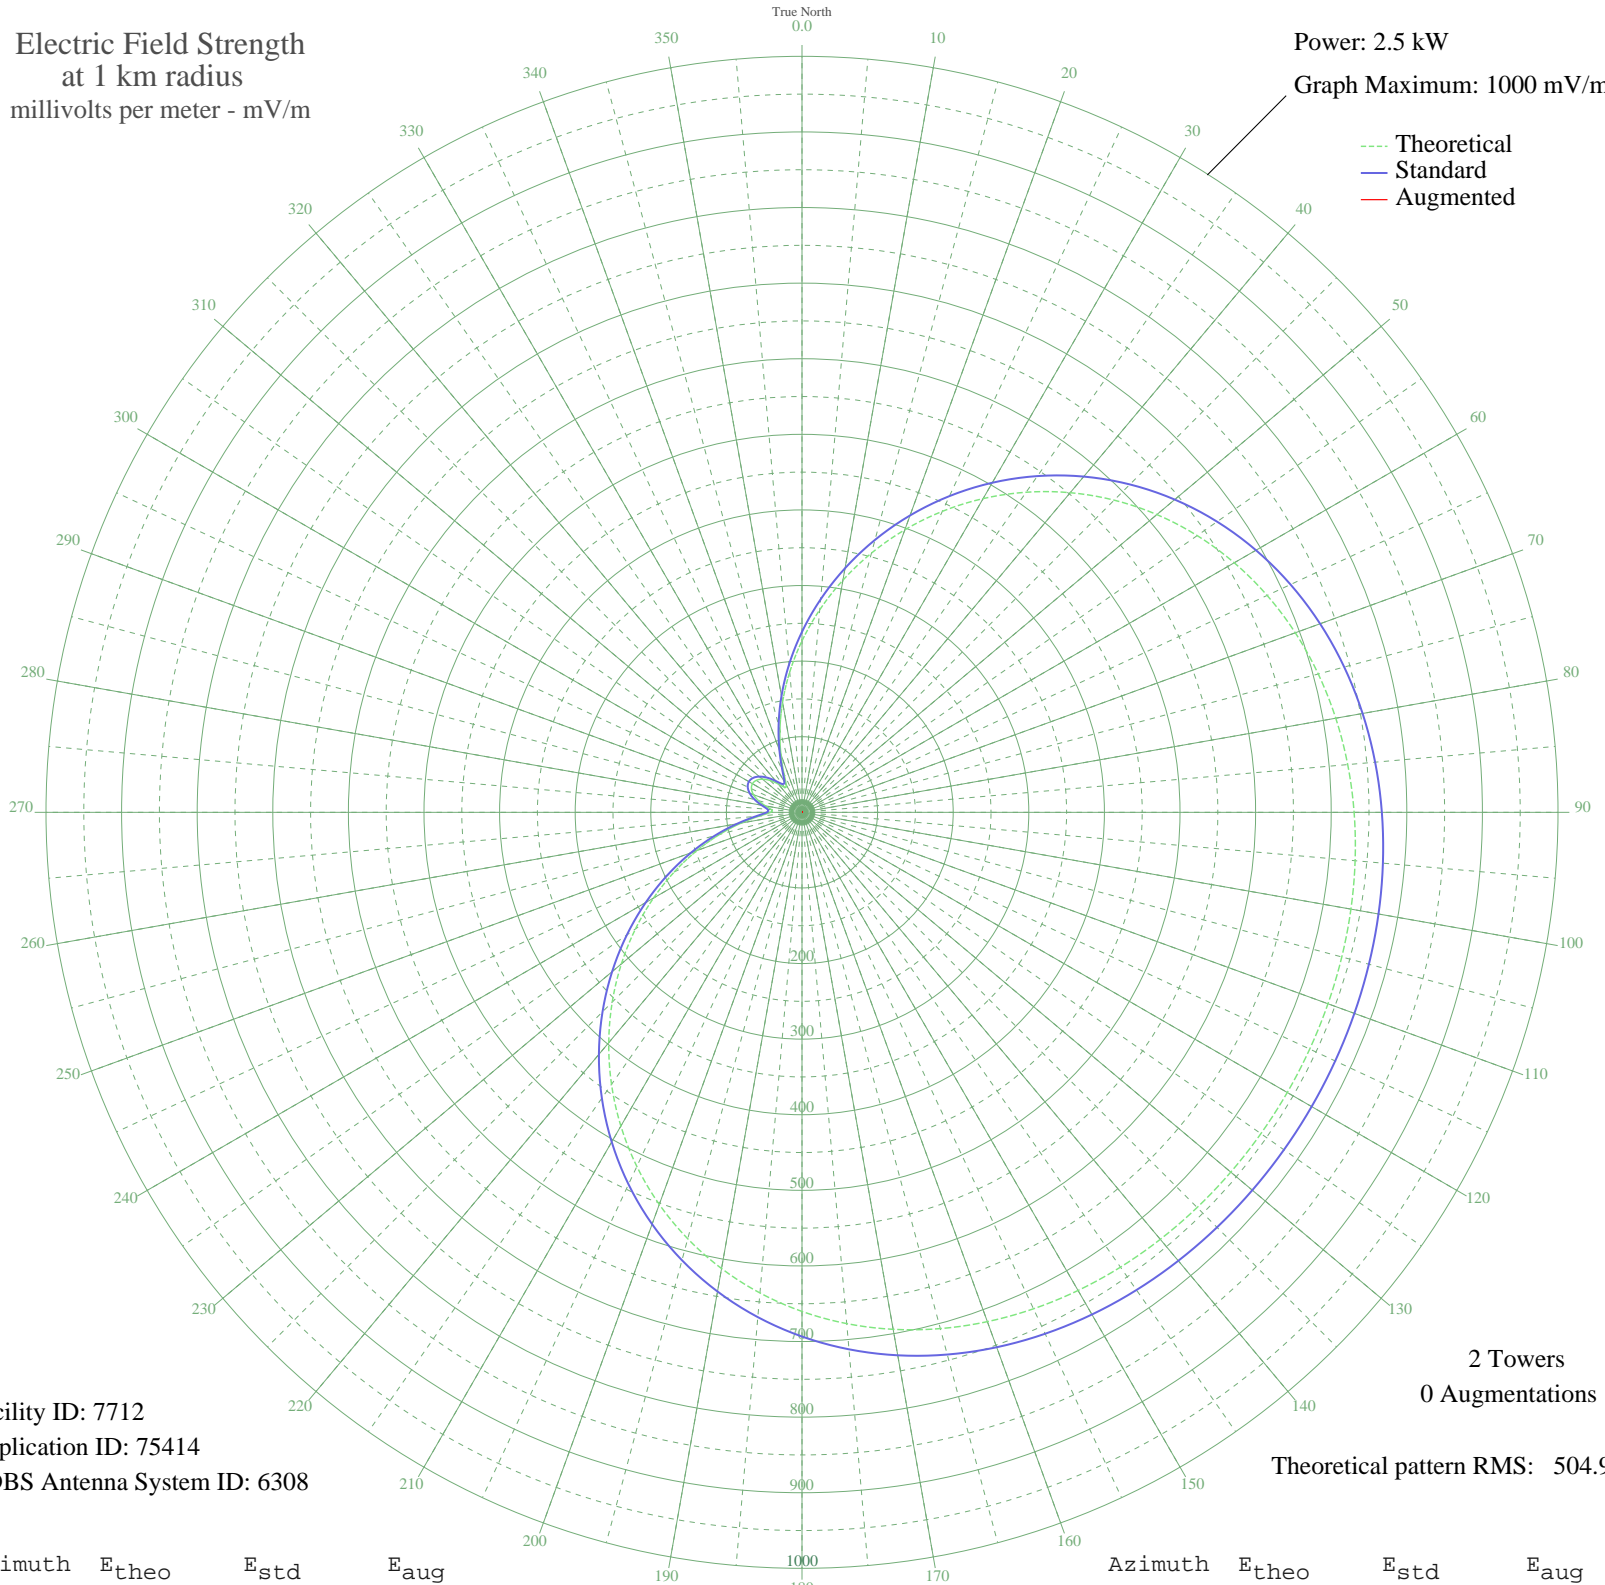 True North
Electric Field Strength
at 1 km radius
millivolts per meter - mV/m
Power: 2.5 kW
Graph Maximum: 1000 mV/m
Theoretical
Standard
Augmented
0.0
10
20
30
40
50
60
70
80
90
100
110
120
130
140
150
160
170
190
200
210
220
230
240
250
260
270
280
290
300
310
320
330
340
350
200
300
400
500
600
700
800
900
1000
2 Towers
0 Augmentations
Theoretical pattern RMS: 504.9
cility ID: 7712
plication ID: 75414
DBS Antenna System ID: 6308
imuth Etheo Estd Eaug
Azimuth Etheo Estd Eaug